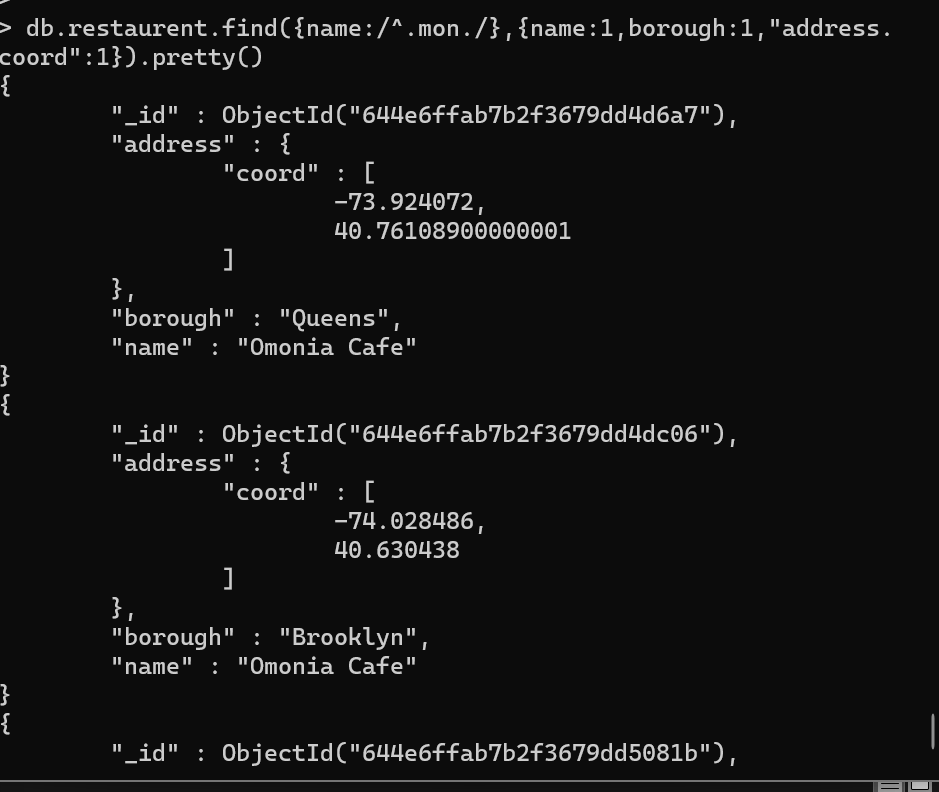 >
> db.restaurent.find({name:/^.mon./},{name:1,borough:1,"address.
coord":1}).pretty()
{
        "_id" : ObjectId("644e6ffab7b2f3679dd4d6a7"),
        "address" : {
                "coord" : [
                        -73.924072,
                        40.76108900000001
                ]
        },
        "borough" : "Queens",
        "name" : "Omonia Cafe"
}
{
        "_id" : ObjectId("644e6ffab7b2f3679dd4dc06"),
        "address" : {
                "coord" : [
                        -74.028486,
                        40.630438
                ]
        },
        "borough" : "Brooklyn",
        "name" : "Omonia Cafe"
}
{
        "_id" : ObjectId("644e6ffab7b2f3679dd5081b"),